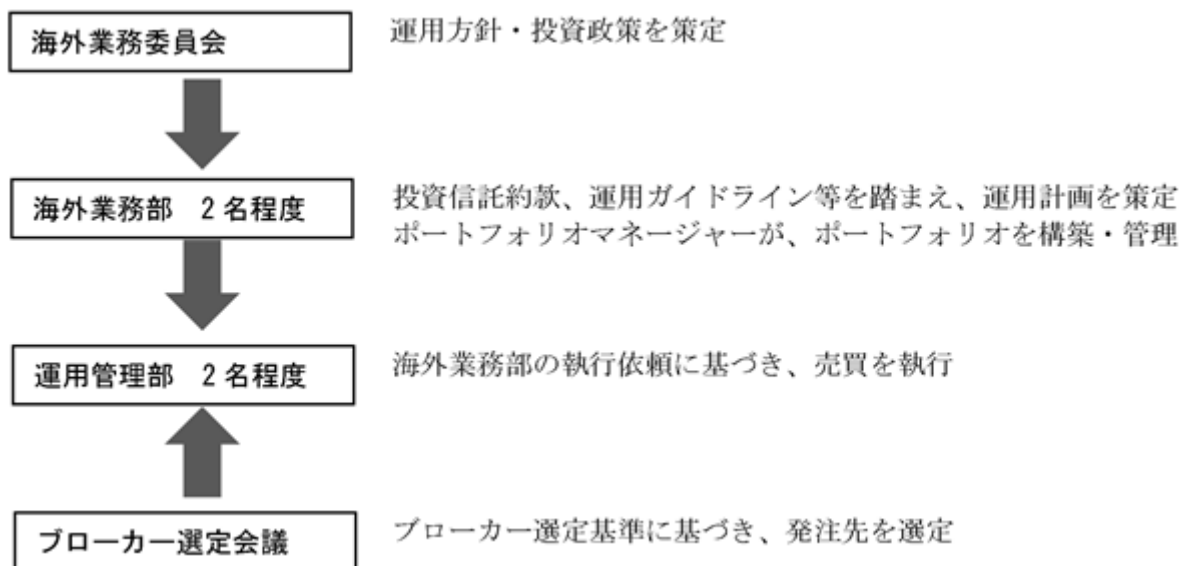 海外業務委員会
運用方針・投資政策を策定
海外業務部 2名程度
投資信託約款、運用ガイドライン等を踏まえ、運用計画を策定
ポートフォリオマネージャーが、ポートフォリオを構築・管理
運用管理部 2名程度
海外業務部の執行依頼に基づき、売買を執行
ブローカー選定会議
ブローカー選定基準に基づき、発注先を選定